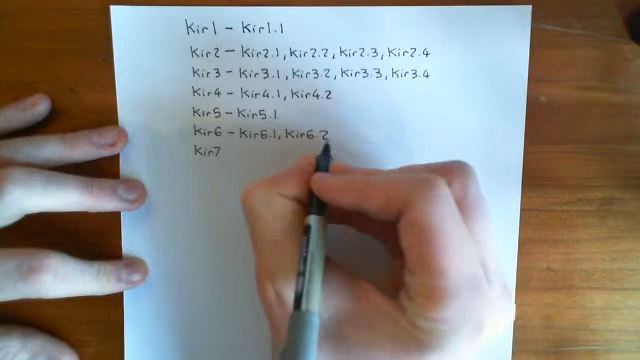 Kir1 - Kir1.1
Kir2 - Kir2.1, Kir2.2, Kir2.3, Kir2.4
Kir3 - Kir3.1, Kir3.2, Kir3.3, Kir3.4
Kir4 - Kir4.1, Kir4.2
Kir5 - Kir5.1
Kir6 - Kir6.1, Kir6.2
Kir7